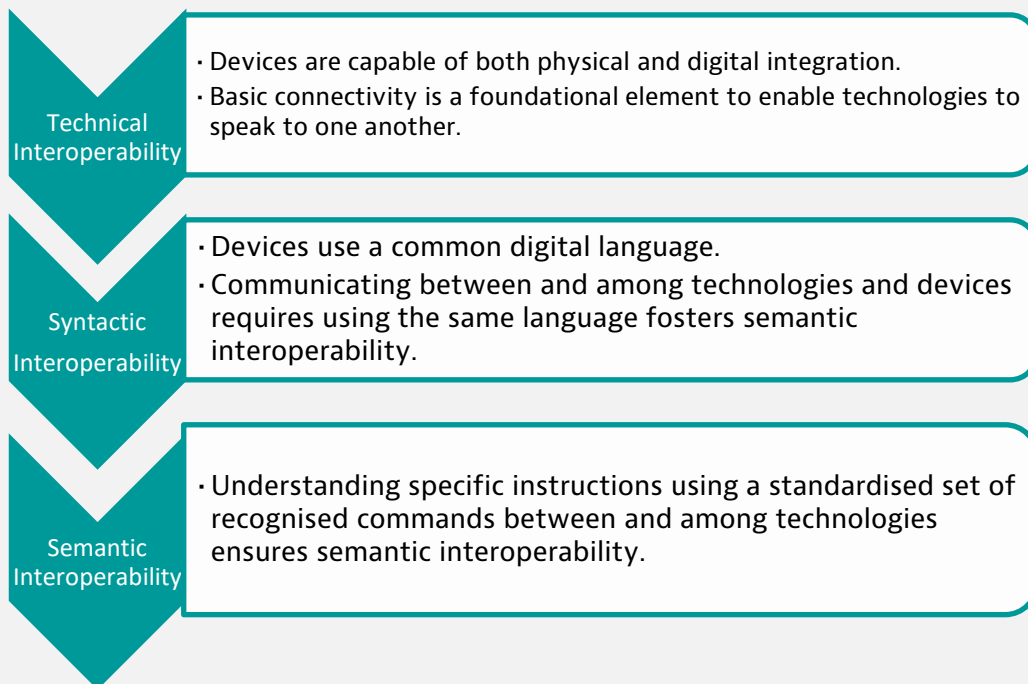 Technical
Interoperability
· Devices are capable of both physical and digital integration.
· Basic connectivity is a foundational element to enable technologies to
speak to one another.
Syntactic
Interoperability
· Devices use a common digital language.
· Communicating between and among technologies and devices
requires using the same language fosters semantic
interoperability.
Semantic
Interoperability
· Understanding specific instructions using a standardised set of
recognised commands between and among technologies
ensures semantic interoperability.